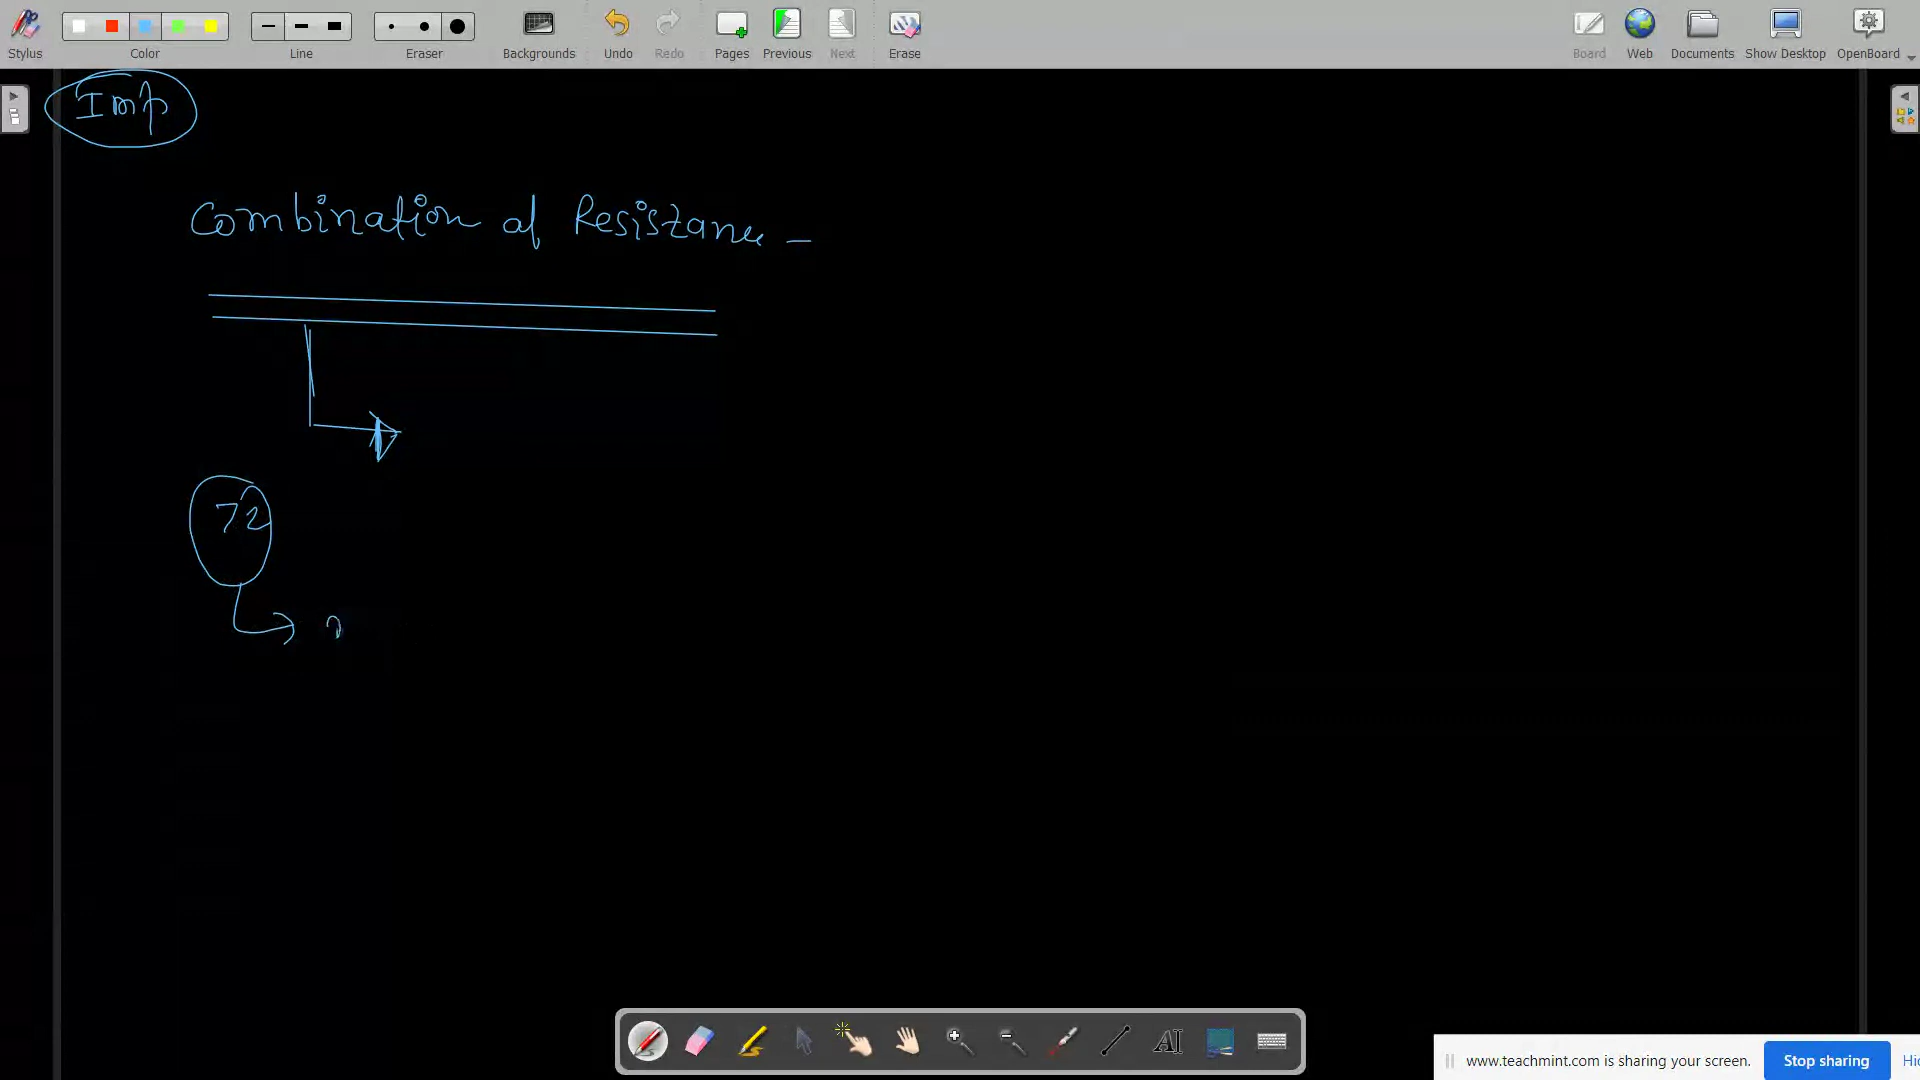 Stylus Color Line Eraser Backgrounds Undo Redo Pages Previous Next Erase Board Web Documents Show Desktop OpenBoard
Imp
Combination of Resistance –
72
www.teachmint.com is sharing your screen. Stop sharing